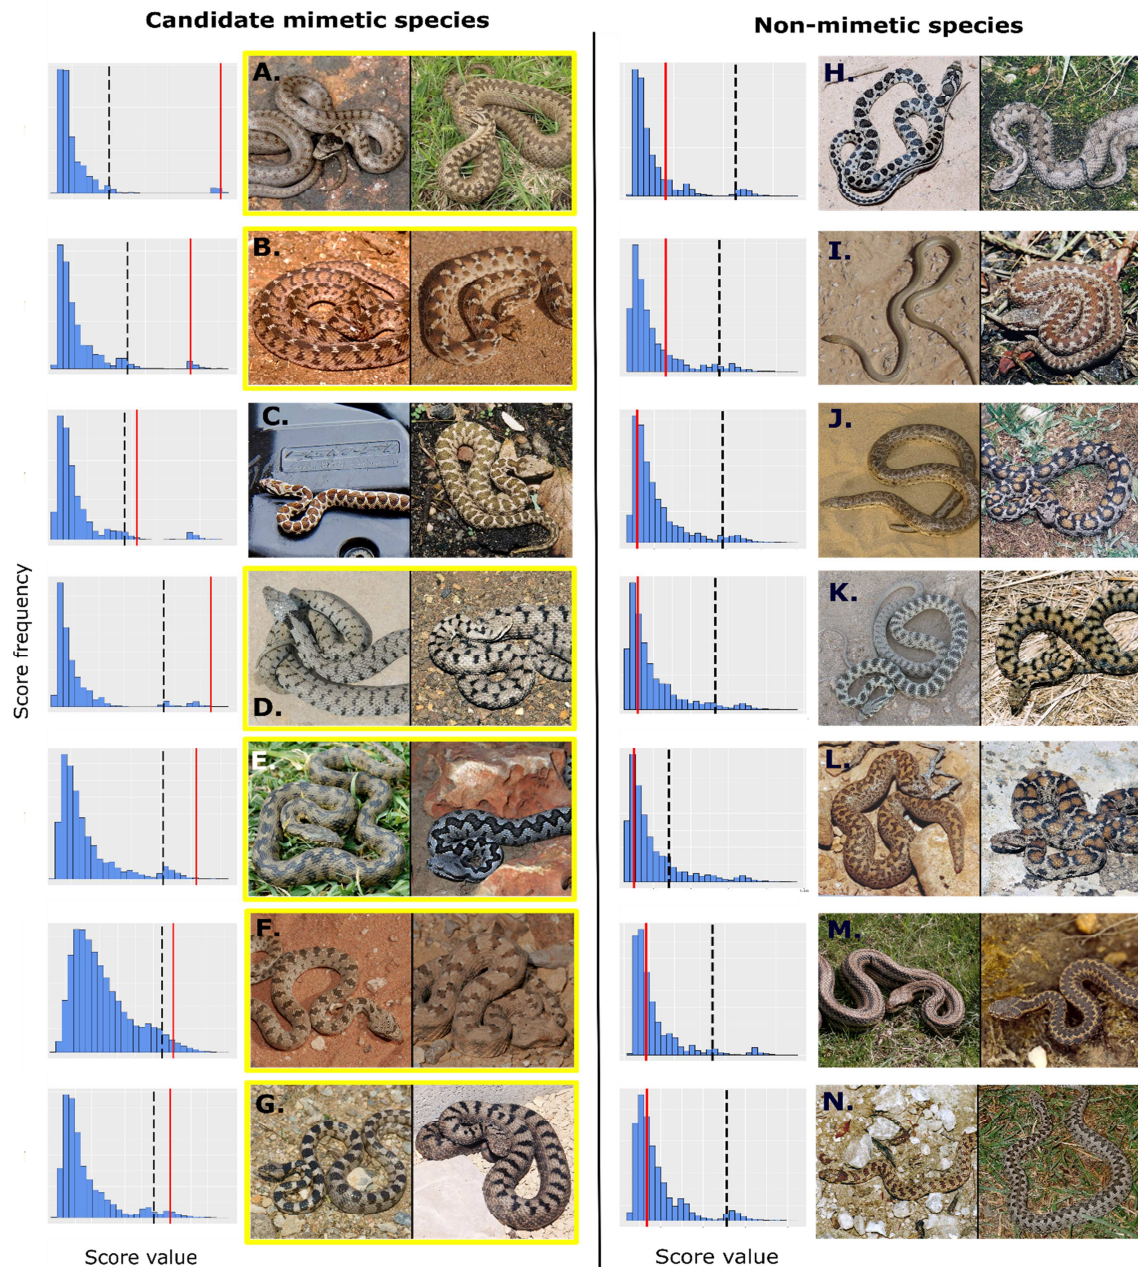 Candidate mimetic species
Non-mimetic species
A.
H.
B.
I.
C.
J.
D.
K.
E.
L.
F.
M.
G.
N.
Score frequency
Score value
Score value